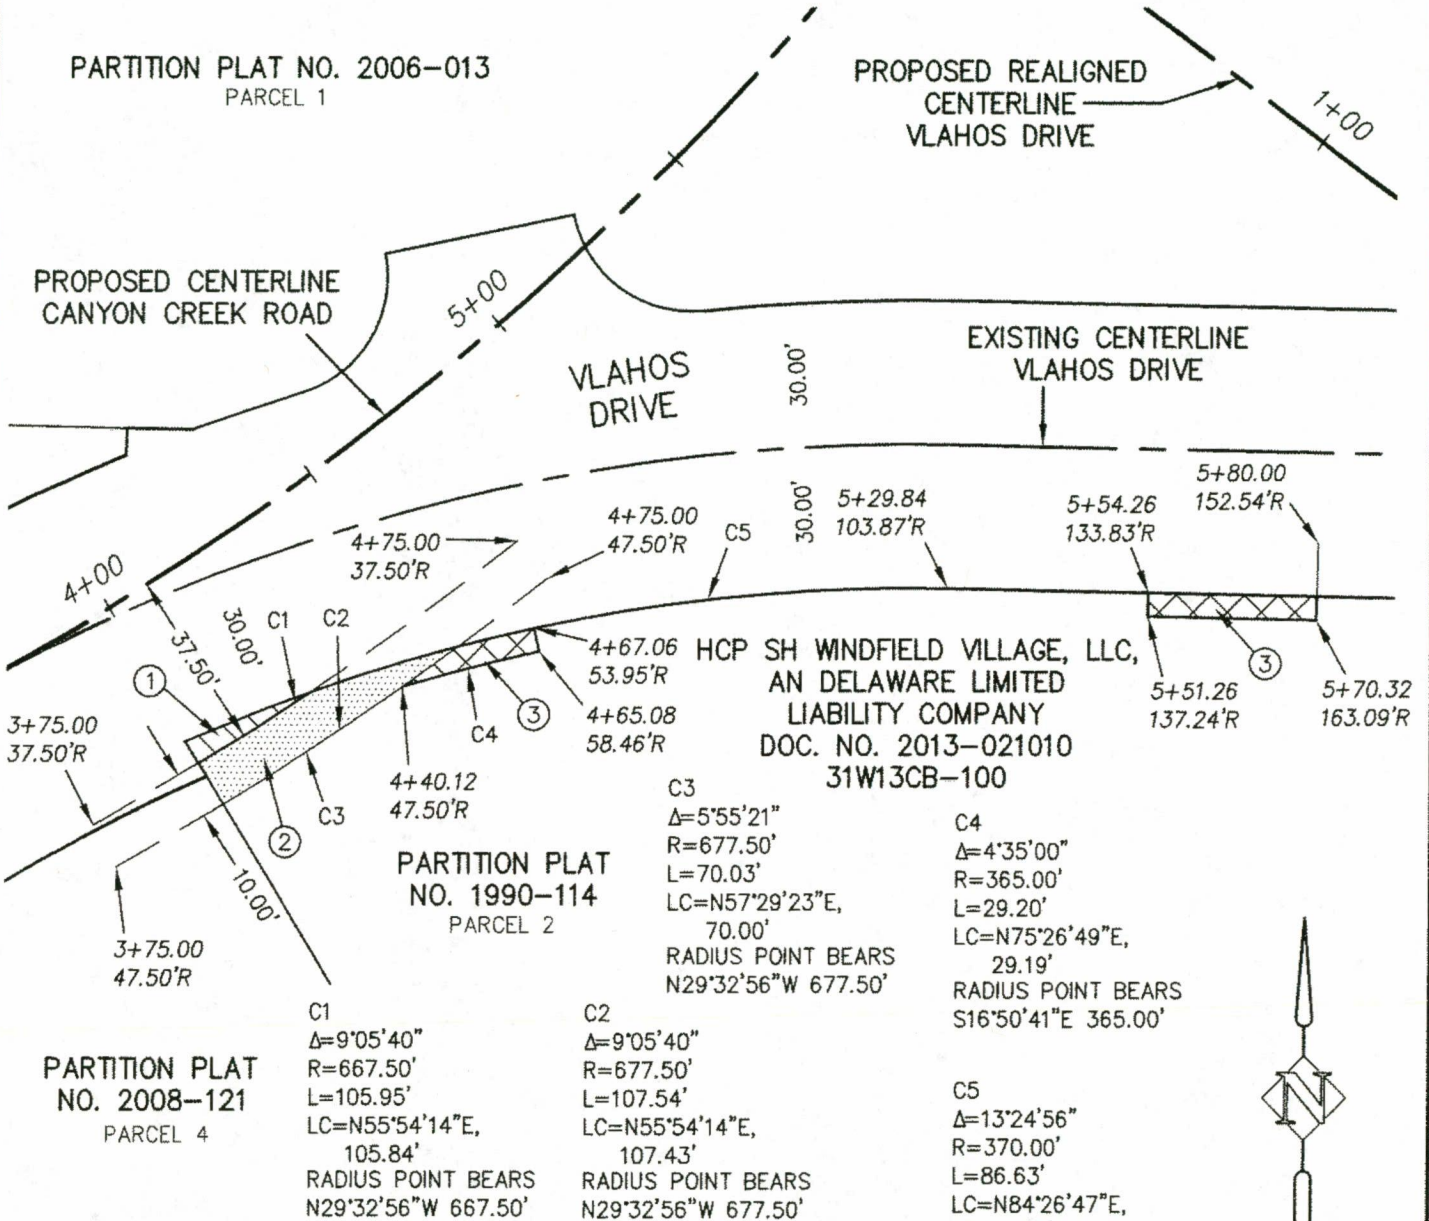 PARTITION PLAT NO. 2006-013
PARCEL 1
PROPOSED REALIGNED
CENTERLINE
VLAHOS DRIVE
1+00
PROPOSED CENTERLINE
CANYON CREEK ROAD
5+00
VLAHOS
DRIVE
30.00'
EXISTING CENTERLINE
VLAHOS DRIVE
4+00
4+75.00
37.50'R
4+75.00
47.50'R
C5
30.00'
5+29.84
103.87'R
5+54.26
133.83'R
5+80.00
152.54'R
37.50'
30.00'
C1
C2
1
3+75.00
37.50'R
4+67.06
53.95'R
4+65.08
58.46'R
C4
3
4+40.12
47.50'R
C3
2
10.00'
3+75.00
47.50'R
HCP SH WINDFIELD VILLAGE, LLC,
AN DELAWARE LIMITED
LIABILITY COMPANY
DOC. NO. 2013-021010
31W13CB-100
3
5+51.26
137.24'R
5+70.32
163.09'R
PARTITION PLAT
NO. 1990-114
PARCEL 2
C3
Δ=5°55'21"
R=677.50'
L=70.03'
LC=N57°29'23"E,
70.00'
RADIUS POINT BEARS
N29°32'56"W 677.50'
C4
Δ=4°35'00"
R=365.00'
L=29.20'
LC=N75°26'49"E,
29.19'
RADIUS POINT BEARS
S16°50'41"E 365.00'
PARTITION PLAT
NO. 2008-121
PARCEL 4
C1
Δ=9°05'40"
R=667.50'
L=105.95'
LC=N55°54'14"E,
105.84'
RADIUS POINT BEARS
N29°32'56"W 667.50'
C2
Δ=9°05'40"
R=677.50'
L=107.54'
LC=N55°54'14"E,
107.43'
RADIUS POINT BEARS
N29°32'56"W 677.50'
C5
Δ=13°24'56"
R=370.00'
L=86.63'
LC=N84°26'47"E,
N